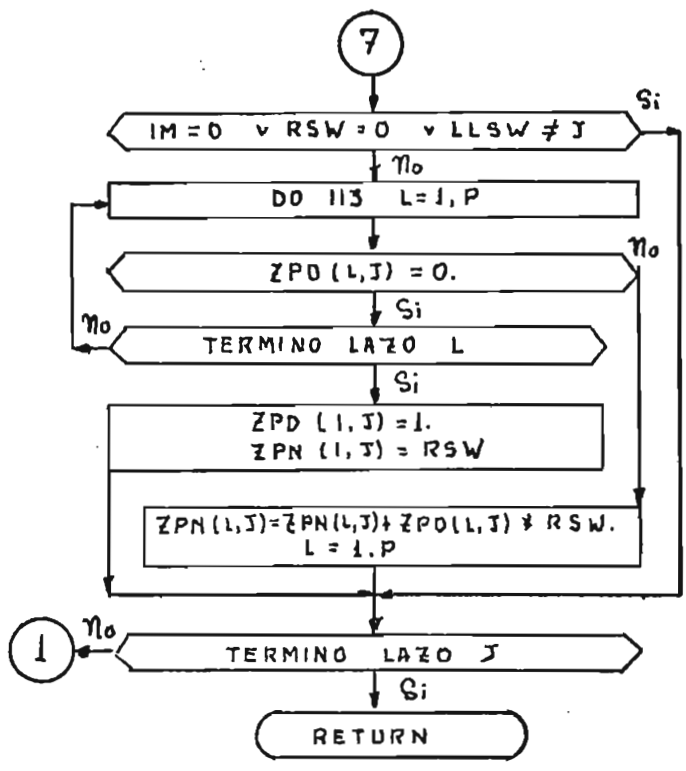 7
Si
IM=0 v RSW=0 v LLSW ≠ J
No
DO 113 L=1, P
No
ZPD (L,J) = 0.
Si
No
TERMINO LAZO L
Si
ZPD (1,J) = 1.
ZPN (1,J) = RSW
ZPN(L,J)=ZPN(L,J)+ZPD(L,J) * RSW.
L = 1.P
No
1
TERMINO LAZO J
Si
RETURN